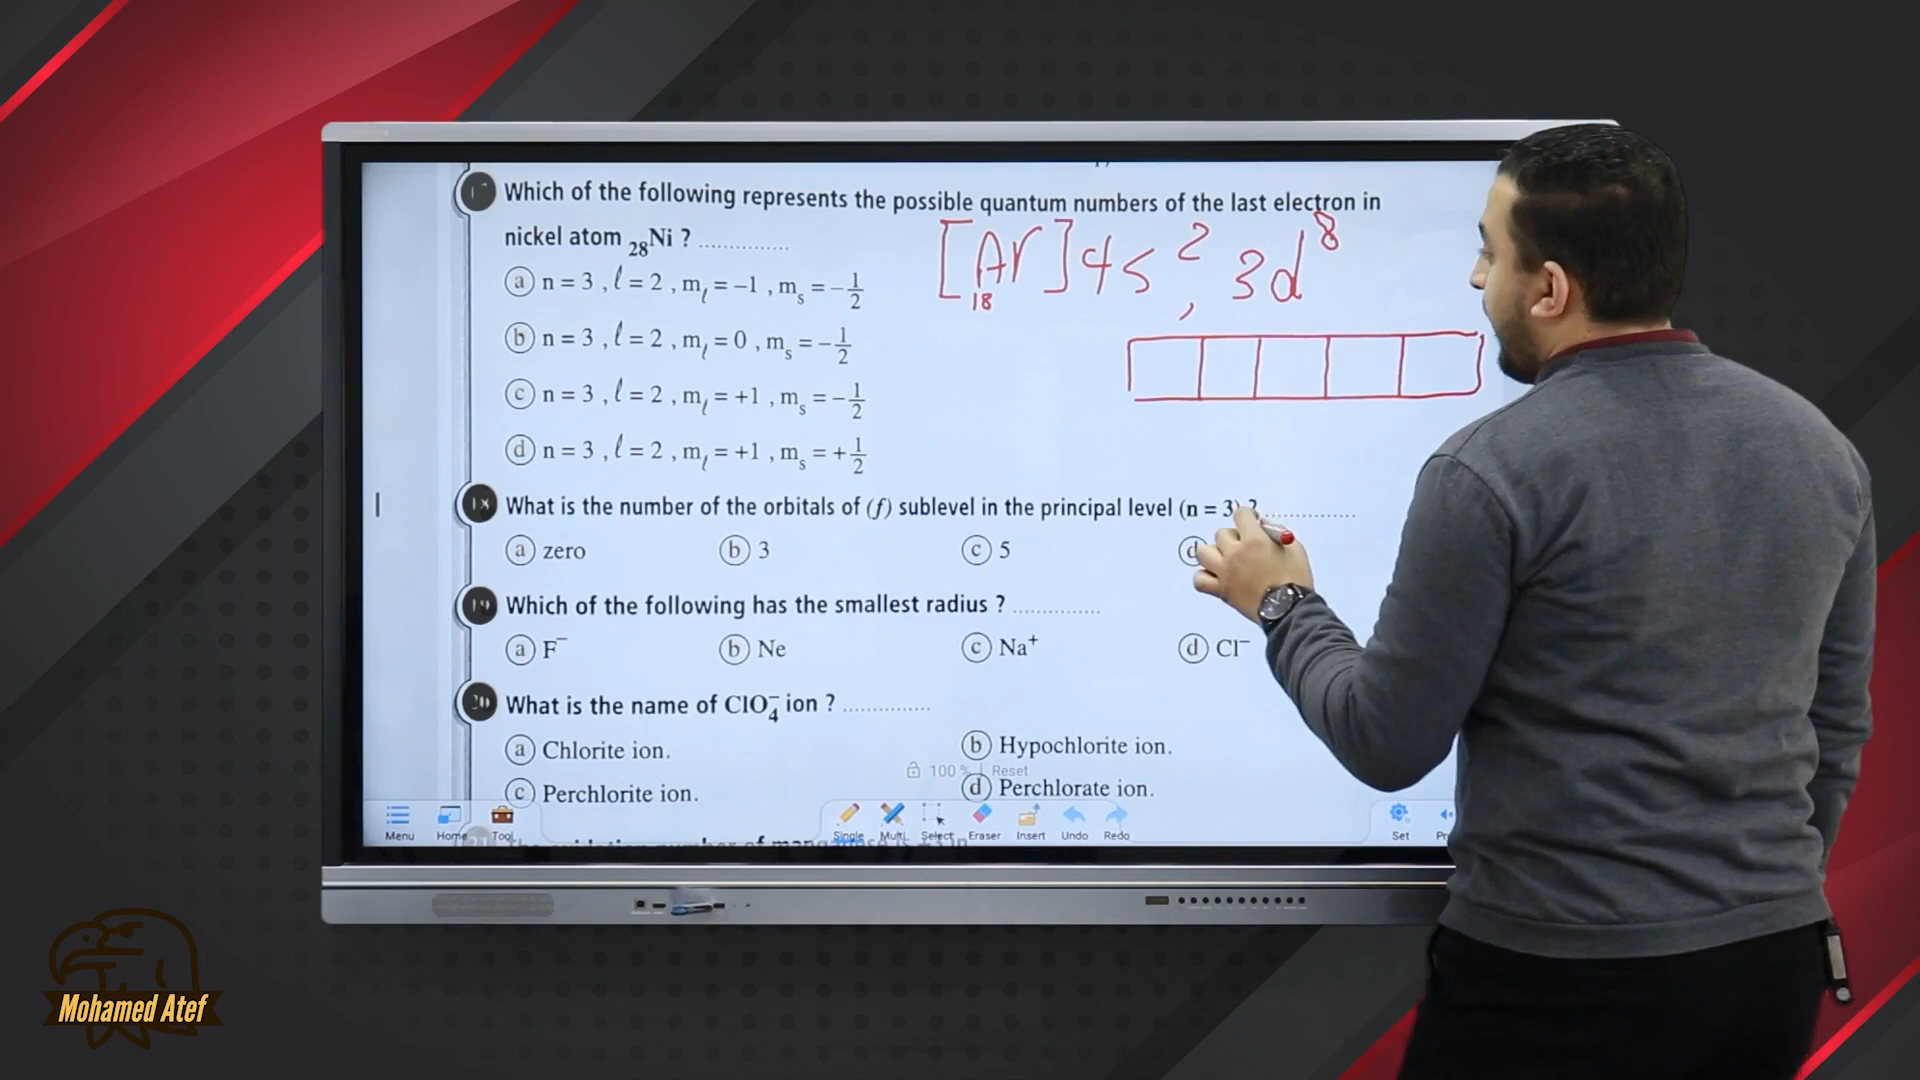 ١٧ Which of the following represents the possible quantum numbers of the last electron in
nickel atom ₂₈Ni ? ..............
[Ar] 4s², 3d⁸
18
ⓐ n = 3 , ℓ = 2 , mℓ = –1 , mₛ = –1/2
ⓑ n = 3 , ℓ = 2 , mℓ = 0 , mₛ = –1/2
ⓒ n = 3 , ℓ = 2 , mℓ = +1 , mₛ = –1/2
ⓓ n = 3 , ℓ = 2 , mℓ = +1 , mₛ = +1/2
١٨ What is the number of the orbitals of (f) sublevel in the principal level (n = 3) ? ..............
ⓐ zero ⓑ 3 ⓒ 5 ⓓ
١٩ Which of the following has the smallest radius ? ..............
ⓐ F⁻ ⓑ Ne ⓒ Na⁺ ⓓ Cl⁻
٢٠ What is the name of ClO₄⁻ ion ? ..............
ⓐ Chlorite ion. ⓑ Hypochlorite ion.
100 % | Reset
ⓒ Perchlorite ion. ⓓ Perchlorate ion.
Menu Home Tool Single Multi Select Eraser Insert Undo Redo Set
Mohamed Atef